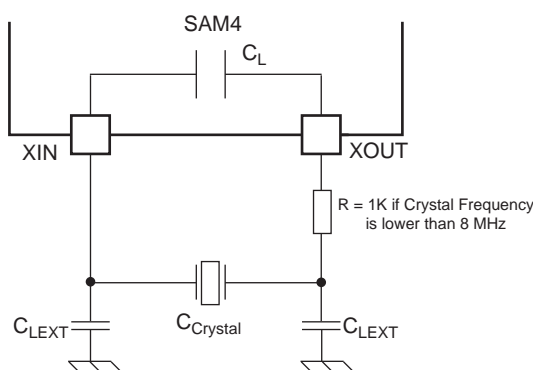 SAM4
C_L
XIN
XOUT
R = 1K if Crystal Frequency
is lower than 8 MHz
C_LEXT
C_Crystal
C_LEXT